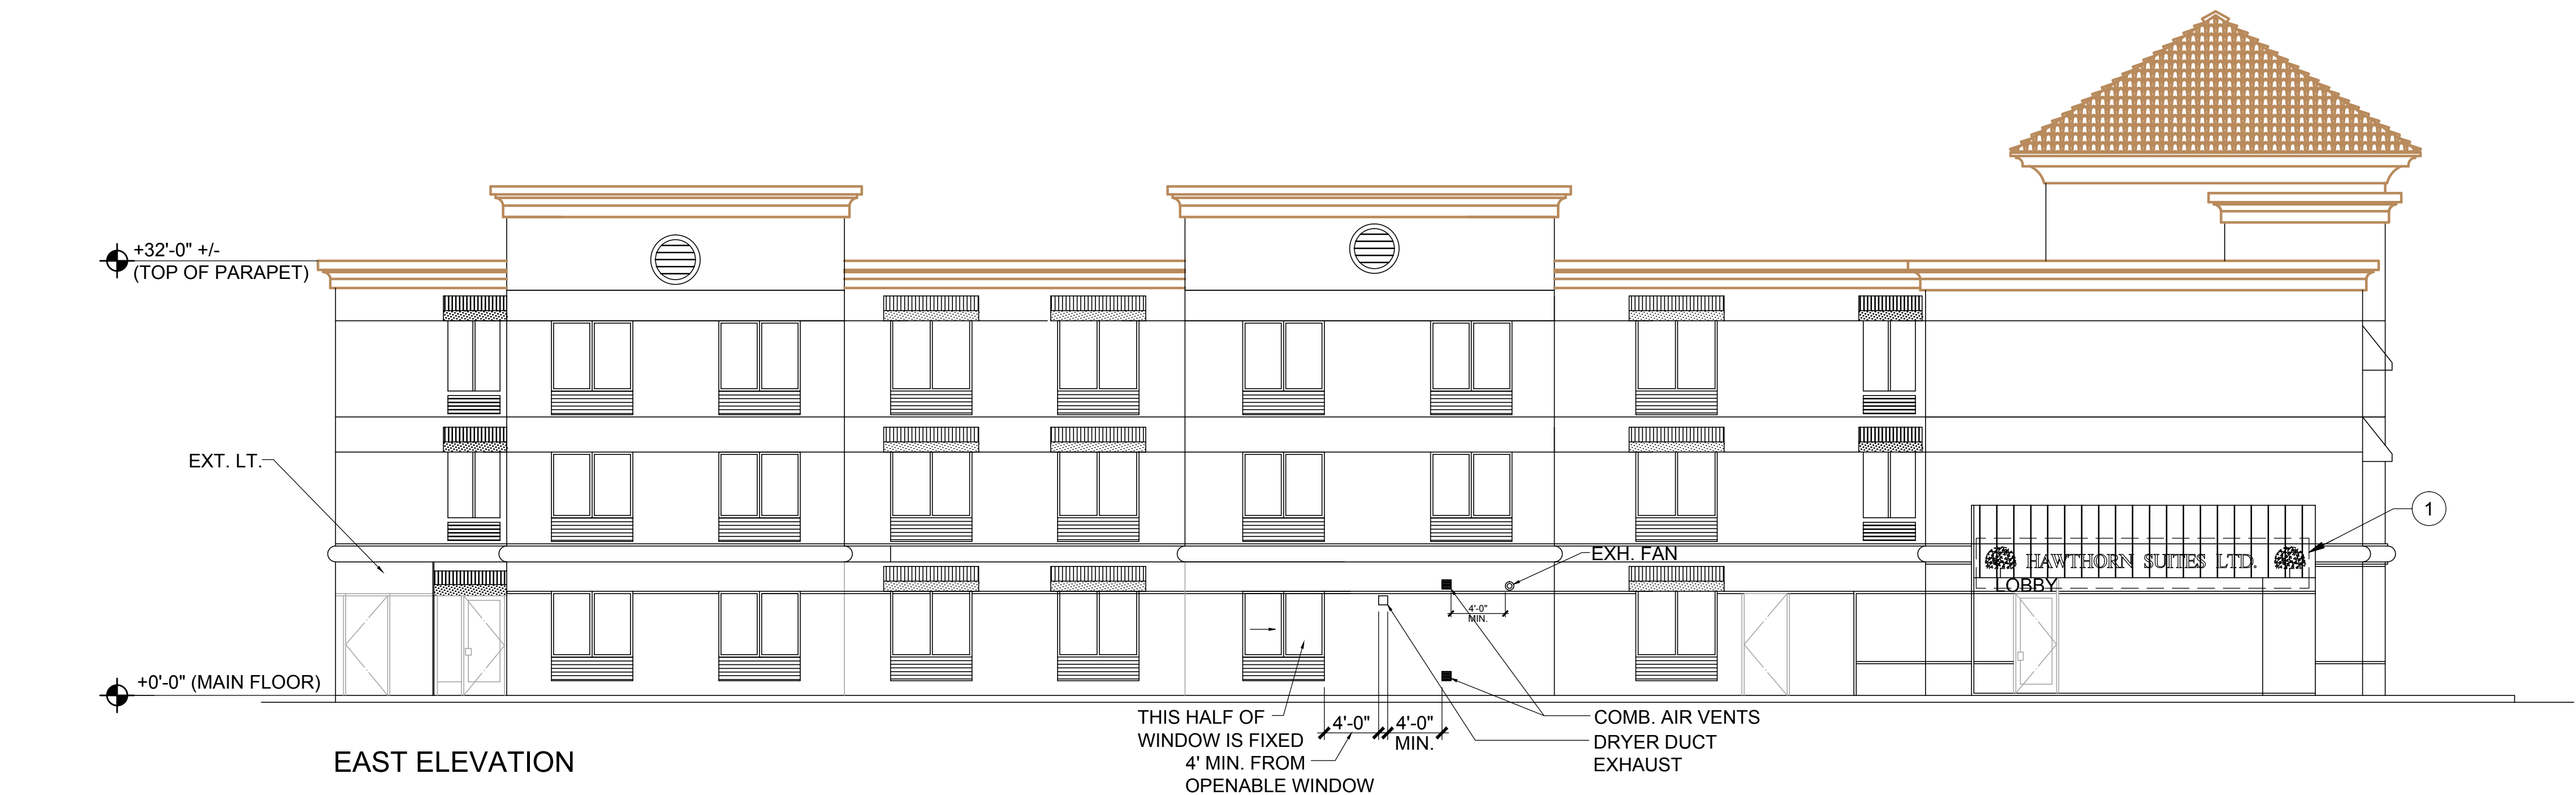 +32'-0" +/-
(TOP OF PARAPET)
EXT. LT.
1
EXH. FAN
HAWTHORN SUITES LTD.
LOBBY
4'-0"
MIN.
+0'-0" (MAIN FLOOR)
THIS HALF OF
WINDOW IS FIXED
4' MIN. FROM
OPENABLE WINDOW
4'-0"
4'-0"
MIN.
COMB. AIR VENTS
DRYER DUCT
EXHAUST
EAST ELEVATION